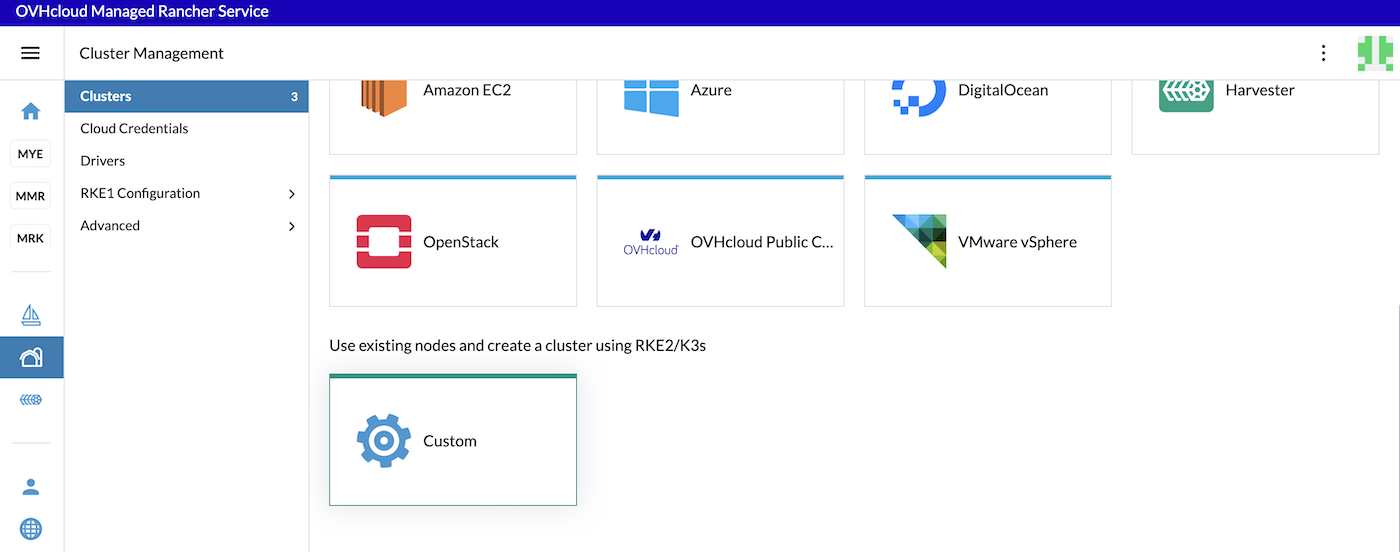 OVHcloud Managed Rancher Service
Cluster Management
Clusters 3
Cloud Credentials
Drivers
RKE1 Configuration
Advanced
MYE
MMR
MRK
Amazon EC2
Azure
DigitalOcean
Harvester
OpenStack
OVHcloud
OVHcloud Public C...
VMware vSphere
Use existing nodes and create a cluster using RKE2/K3s
Custom